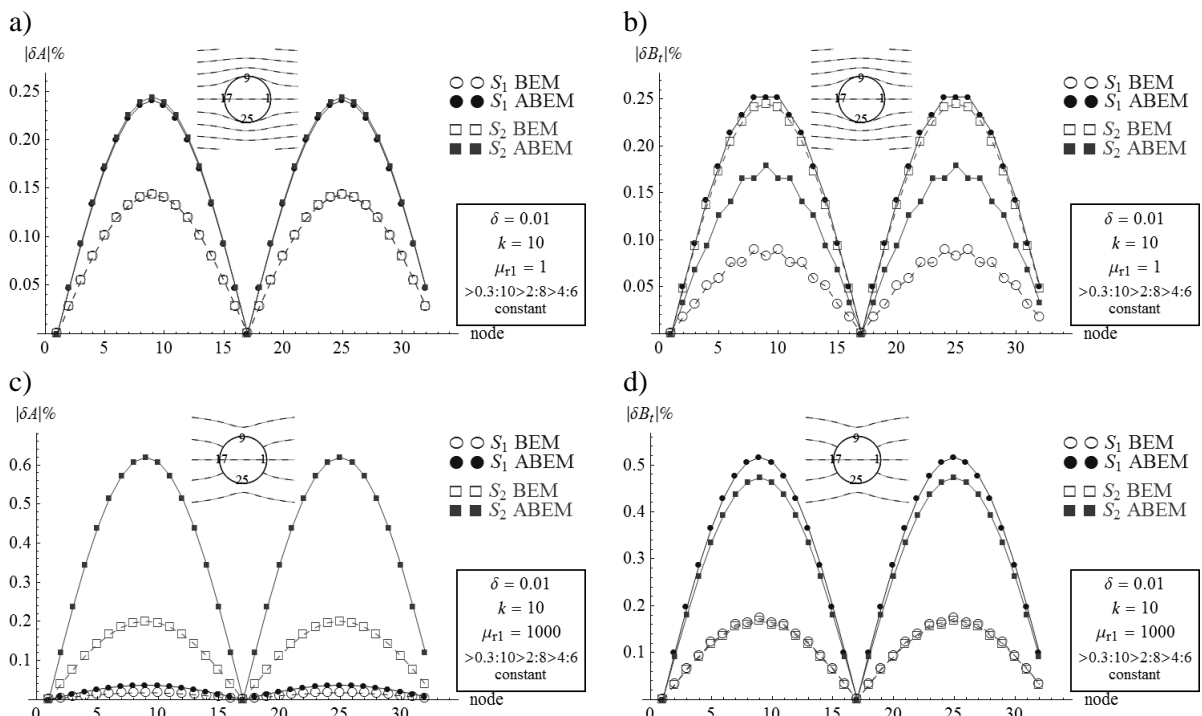 a)
|δA|%
0.25
0.20
0.15
0.10
0.05
0 5 10 15 20 25 30
node
9
17 1
25
S1 BEM
S1 ABEM
S2 BEM
S2 ABEM
δ = 0.01
k = 10
μr1 = 1
>0.3:10>2:8>4:6
constant
b)
|δBt|%
0.25
0.20
0.15
0.10
0.05
0 5 10 15 20 25 30
node
9
17 1
25
S1 BEM
S1 ABEM
S2 BEM
S2 ABEM
δ = 0.01
k = 10
μr1 = 1
>0.3:10>2:8>4:6
constant
c)
|δA|%
0.6
0.5
0.4
0.3
0.2
0.1
0 5 10 15 20 25 30
node
9
17 1
25
S1 BEM
S1 ABEM
S2 BEM
S2 ABEM
δ = 0.01
k = 10
μr1 = 1000
>0.3:10>2:8>4:6
constant
d)
|δBt|%
0.5
0.4
0.3
0.2
0.1
0 5 10 15 20 25 30
node
9
17 1
25
S1 BEM
S1 ABEM
S2 BEM
S2 ABEM
δ = 0.01
k = 10
μr1 = 1000
>0.3:10>2:8>4:6
constant